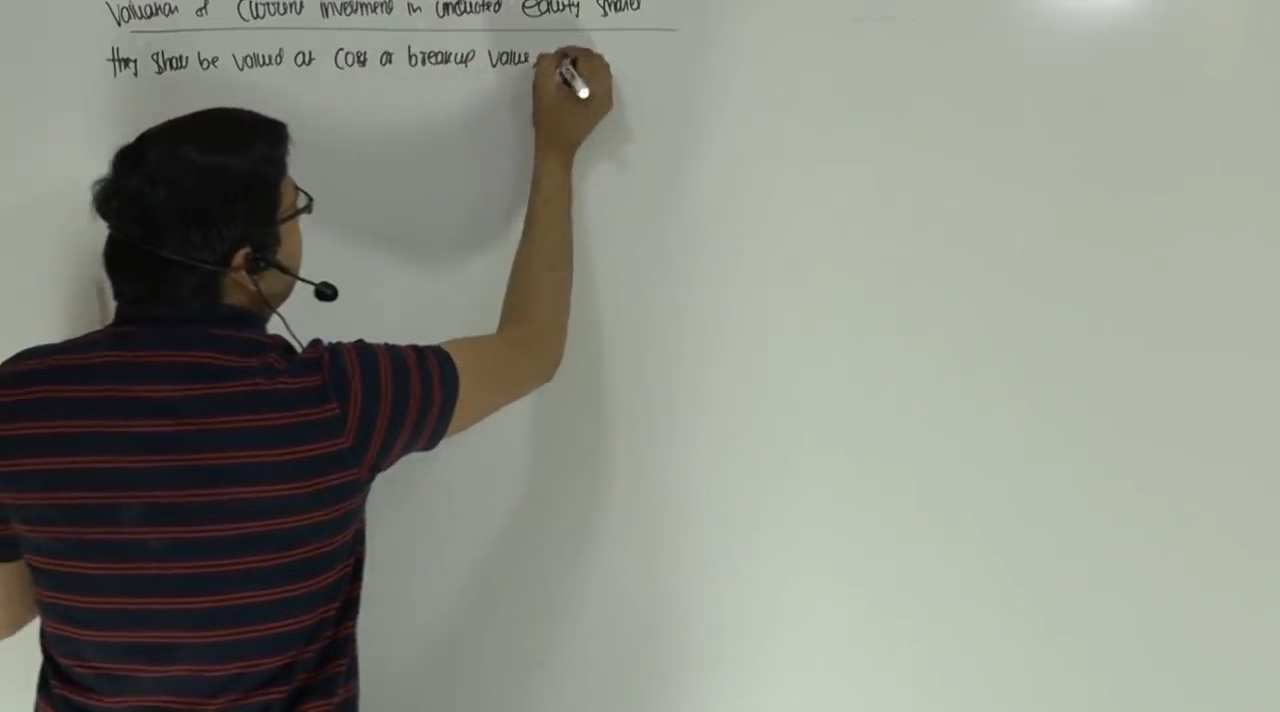 Valuation of Current investment in unquoted equity shares
they shall be valued at Cost or breakup value,